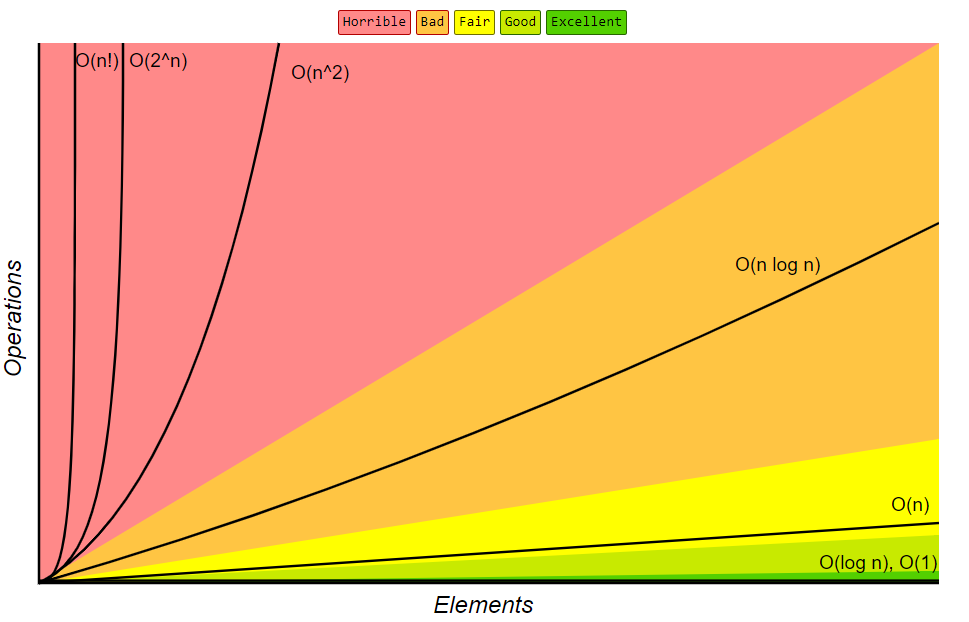 Horrible Bad Fair Good Excellent
O(n!) O(2^n)
O(n^2)
O(n log n)
O(n)
O(log n), O(1)
Operations
Elements